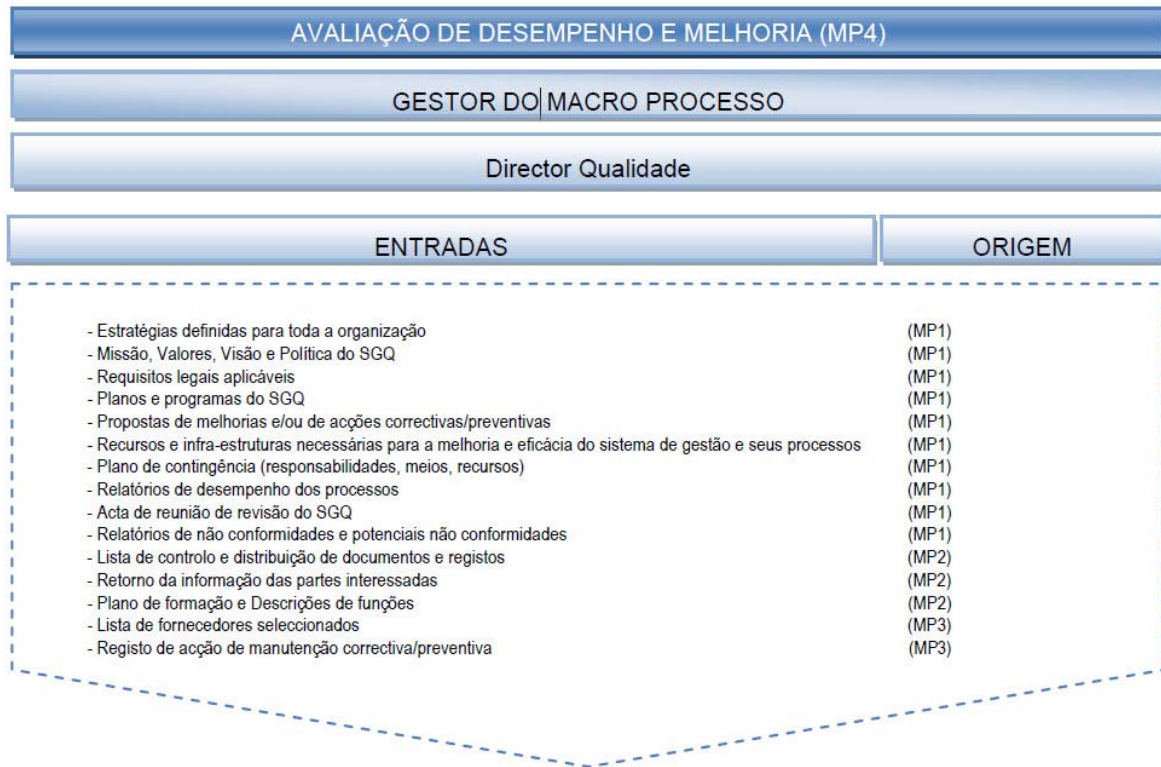 AVALIAÇÃO DE DESEMPENHO E MELHORIA (MP4)
GESTOR DO MACRO PROCESSO
Director Qualidade
ENTRADAS ORIGEM
- Estratégias definidas para toda a organização (MP1)
- Missão, Valores, Visão e Política do SGQ (MP1)
- Requisitos legais aplicáveis (MP1)
- Planos e programas do SGQ (MP1)
- Propostas de melhorias e/ou de acções correctivas/preventivas (MP1)
- Recursos e infra-estruturas necessárias para a melhoria e eficácia do sistema de gestão e seus processos (MP1)
- Plano de contingência (responsabilidades, meios, recursos) (MP1)
- Relatórios de desempenho dos processos (MP1)
- Acta de reunião de revisão do SGQ (MP1)
- Relatórios de não conformidades e potenciais não conformidades (MP1)
- Lista de controlo e distribuição de documentos e registos (MP2)
- Retorno da informação das partes interessadas (MP2)
- Plano de formação e Descrições de funções (MP2)
- Lista de fornecedores seleccionados (MP3)
- Registo de acção de manutenção correctiva/preventiva (MP3)